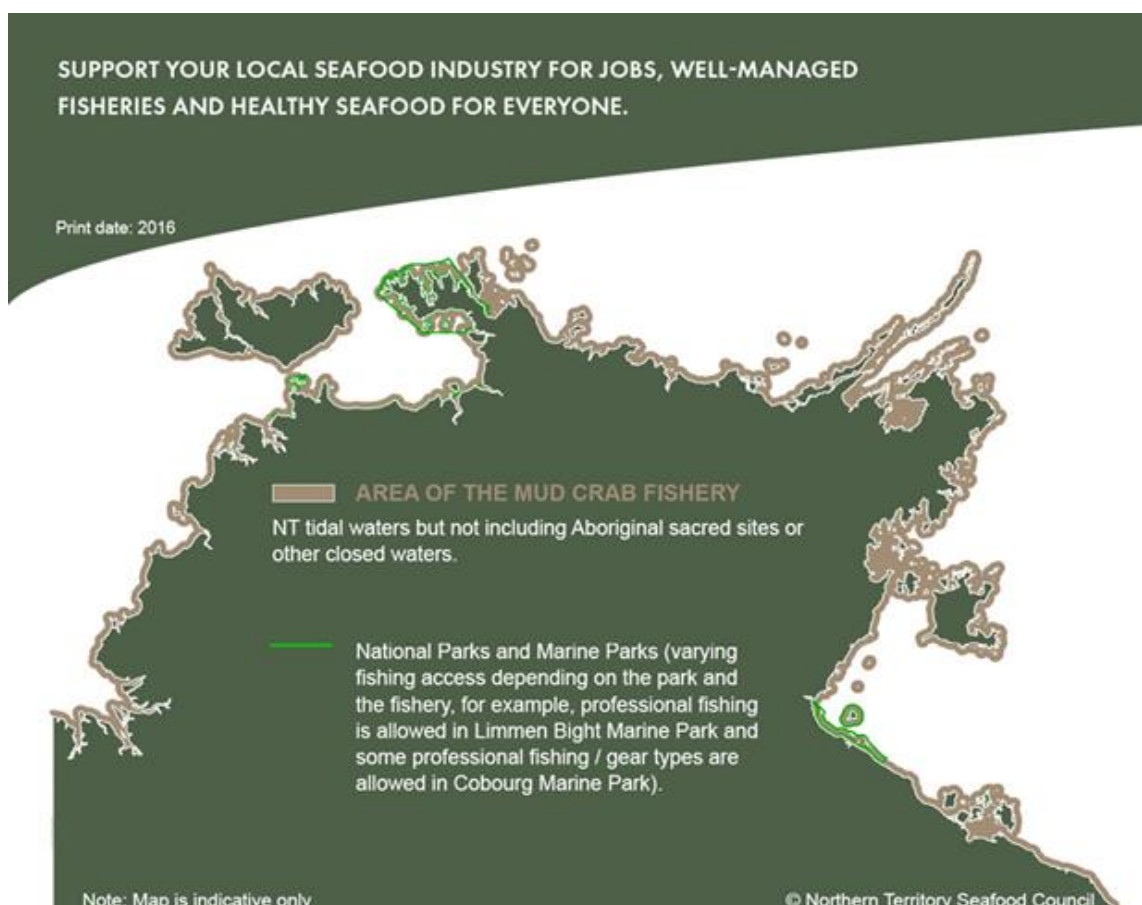 SUPPORT YOUR LOCAL SEAFOOD INDUSTRY FOR JOBS, WELL-MANAGED
FISHERIES AND HEALTHY SEAFOOD FOR EVERYONE.
Print date: 2016
AREA OF THE MUD CRAB FISHERY
NT tidal waters but not including Aboriginal sacred sites or
other closed waters.
National Parks and Marine Parks (varying
fishing access depending on the park and
the fishery, for example, professional fishing
is allowed in Limmen Bight Marine Park and
some professional fishing / gear types are
allowed in Cobourg Marine Park).
Note: Map is indicative only
© Northern Territory Seafood Council